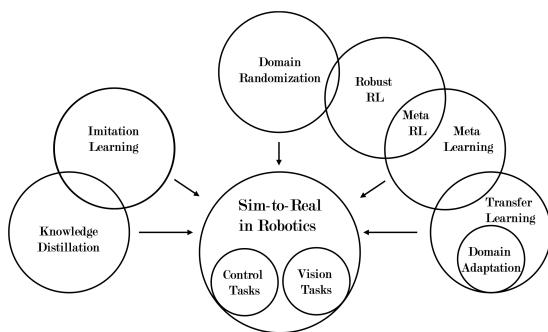 Domain
Randomization
Robust
RL
Meta
RL
Meta
Learning
Imitation
Learning
Knowledge
Distillation
Sim-to-Real
in Robotics
Control
Tasks
Vision
Tasks
Transfer
Learning
Domain
Adaptation